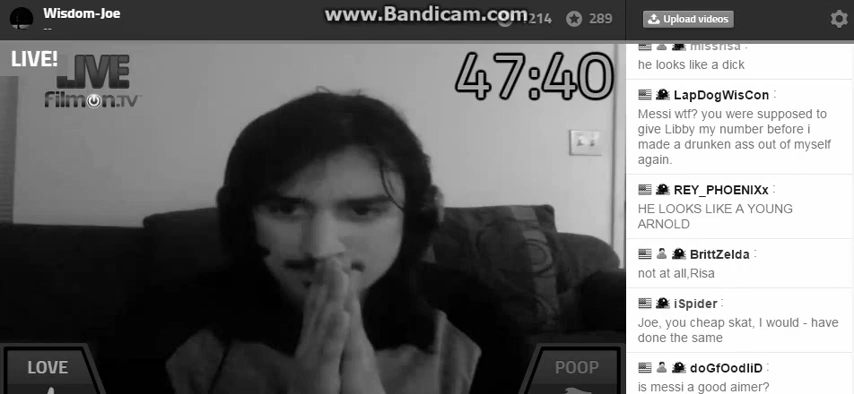 Wisdom-Joe
--
www.Bandicam.com
214
289
Upload videos
LIVE!
LIVE
filmon.TV
47:40
LOVE
POOP
missrisa :
he looks like a dick
LapDogWisCon :
Messi wtf? you were supposed to
give Libby my number before i
made a drunken ass out of myself
again.
REY_PHOENIXx :
HE LOOKS LIKE A YOUNG
ARNOLD
BrittZelda :
not at all,Risa
iSpider :
Joe, you cheap skat, I would - have
done the same
doGfOodliD :
is messi a good aimer?